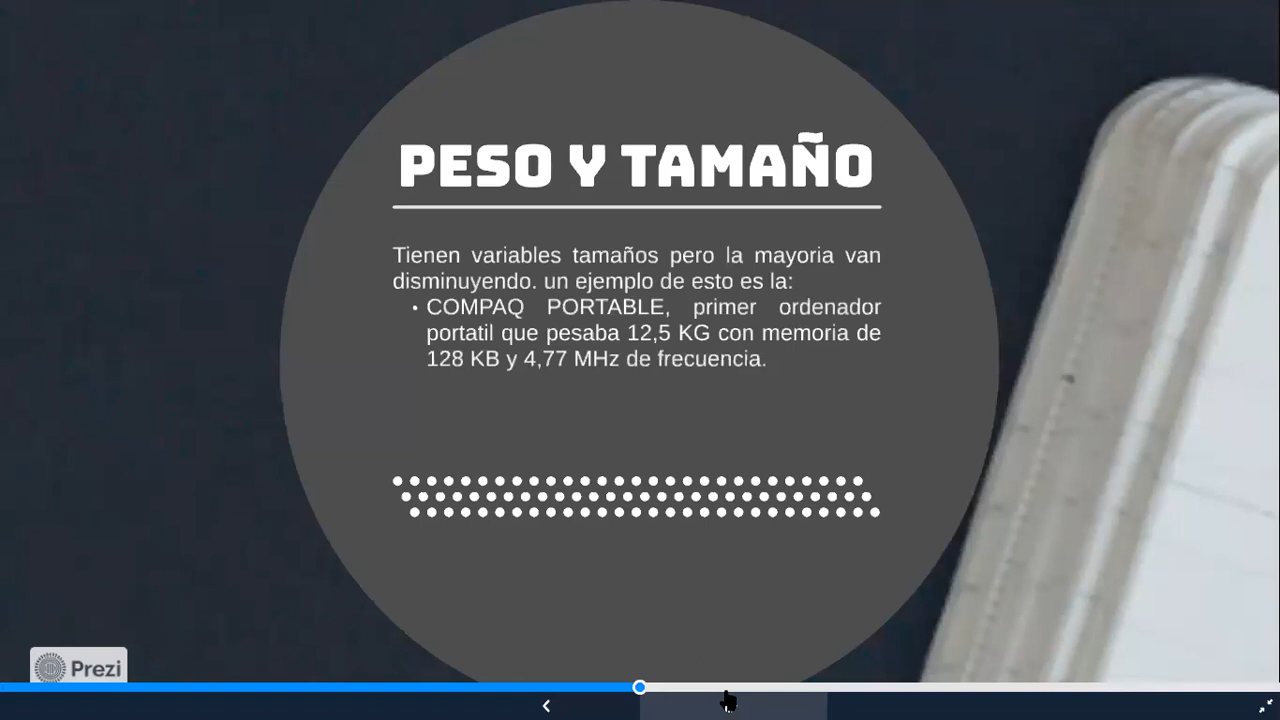 PESO Y TAMAÑO
Tienen variables tamaños pero la mayoria van
disminuyendo. un ejemplo de esto es la:
• COMPAQ PORTABLE, primer ordenador
portatil que pesaba 12,5 KG con memoria de
128 KB y 4,77 MHz de frecuencia.
Prezi